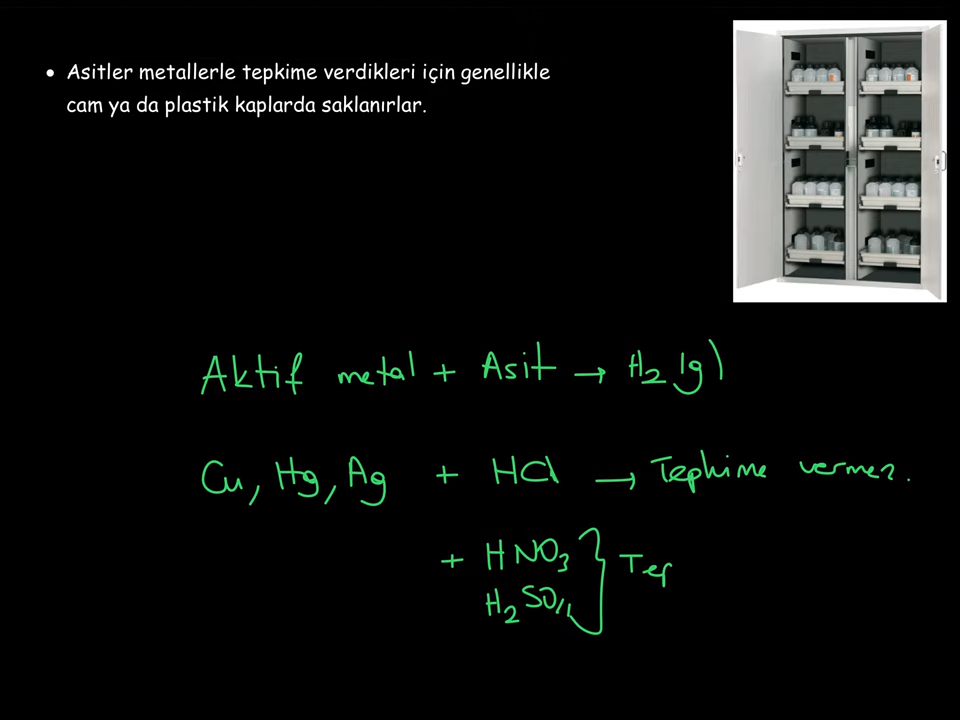 • Asitler metallerle tepkime verdikleri için genellikle
cam ya da plastik kaplarda saklanırlar.
Aktif metal + Asit → H₂ (g)
Cu, Hg, Ag + HCl → Tepkime vermez.
+ HNO₃ } Tep
H₂SO₄